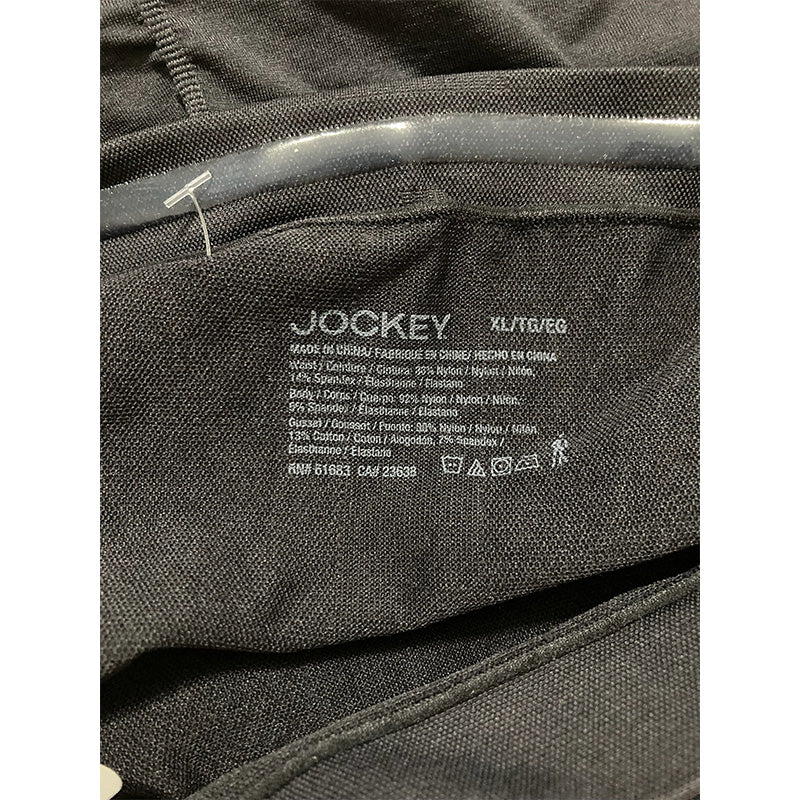 JOCKEY XL/TG/EG
MADE IN CHINA/ FABRIQUE EN CHINE/ HECHO EN CHINA
Waist / Ceinture / Cintura: 86% Nylon / Nylon / Nilón,
14% Spandex / Élasthanne / Elastano
Body / Corps / Cuerpo: 92% Nylon / Nylon / Nilón,
8% Spandex / Élasthanne / Elastano
Gusset / Gousset / Puente: 80% Nylon / Nylon / Nilón,
13% Cotton / Coton / Algodón, 7% Spandex /
Élasthanne / Elastano
RN# 61683 CA# 23638